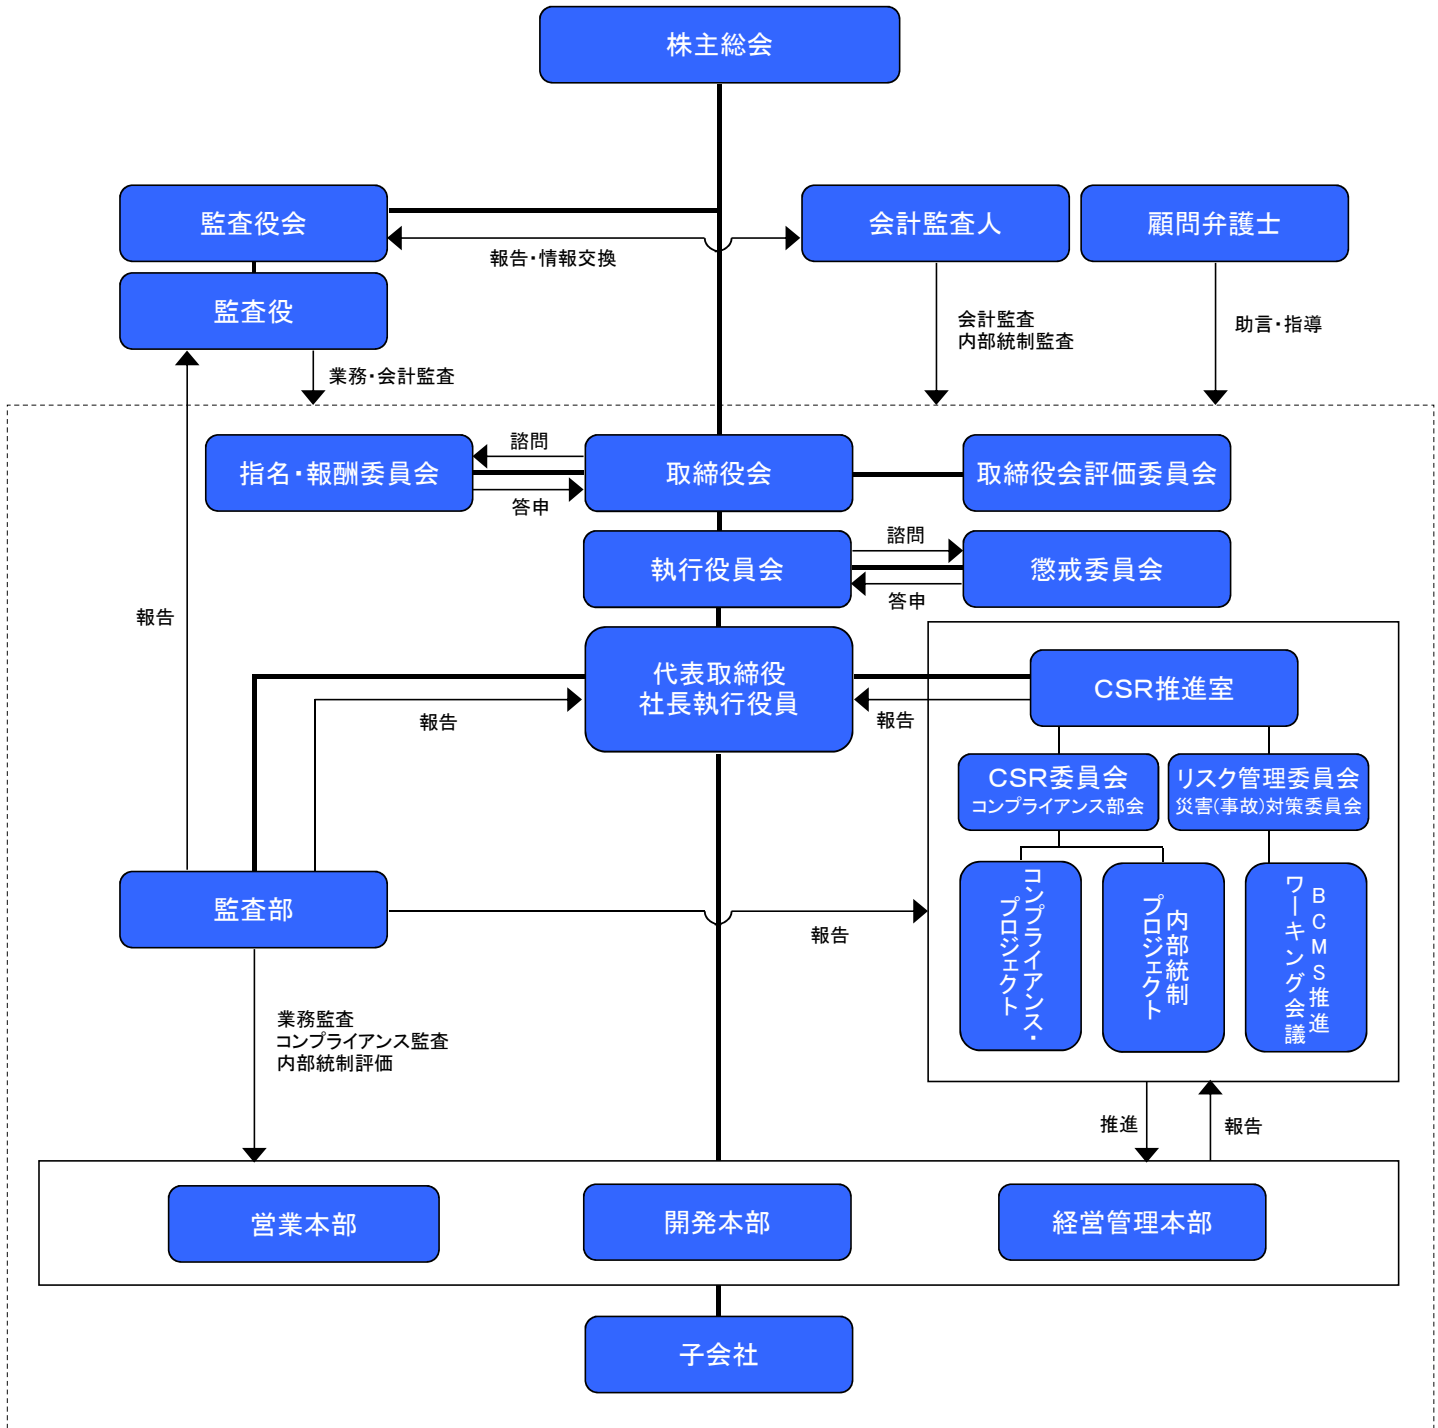 株主総会
監査役会
会計監査人
顧問弁護士
報告・情報交換
監査役
会計監査
内部統制監査
助言・指導
業務・会計監査
指名・報酬委員会
諮問
答申
取締役会
取締役会評価委員会
執行役員会
諮問
答申
懲戒委員会
報告
代表取締役
社長執行役員
報告
報告
CSR推進室
CSR委員会
コンプライアンス部会
リスク管理委員会
災害(事故)対策委員会
監査部
報告
コンプライアンス・
プロジェクト
内部統制
プロジェクト
BCMS推進
ワーキング会議
業務監査
コンプライアンス監査
内部統制評価
推進
報告
営業本部
開発本部
経営管理本部
子会社